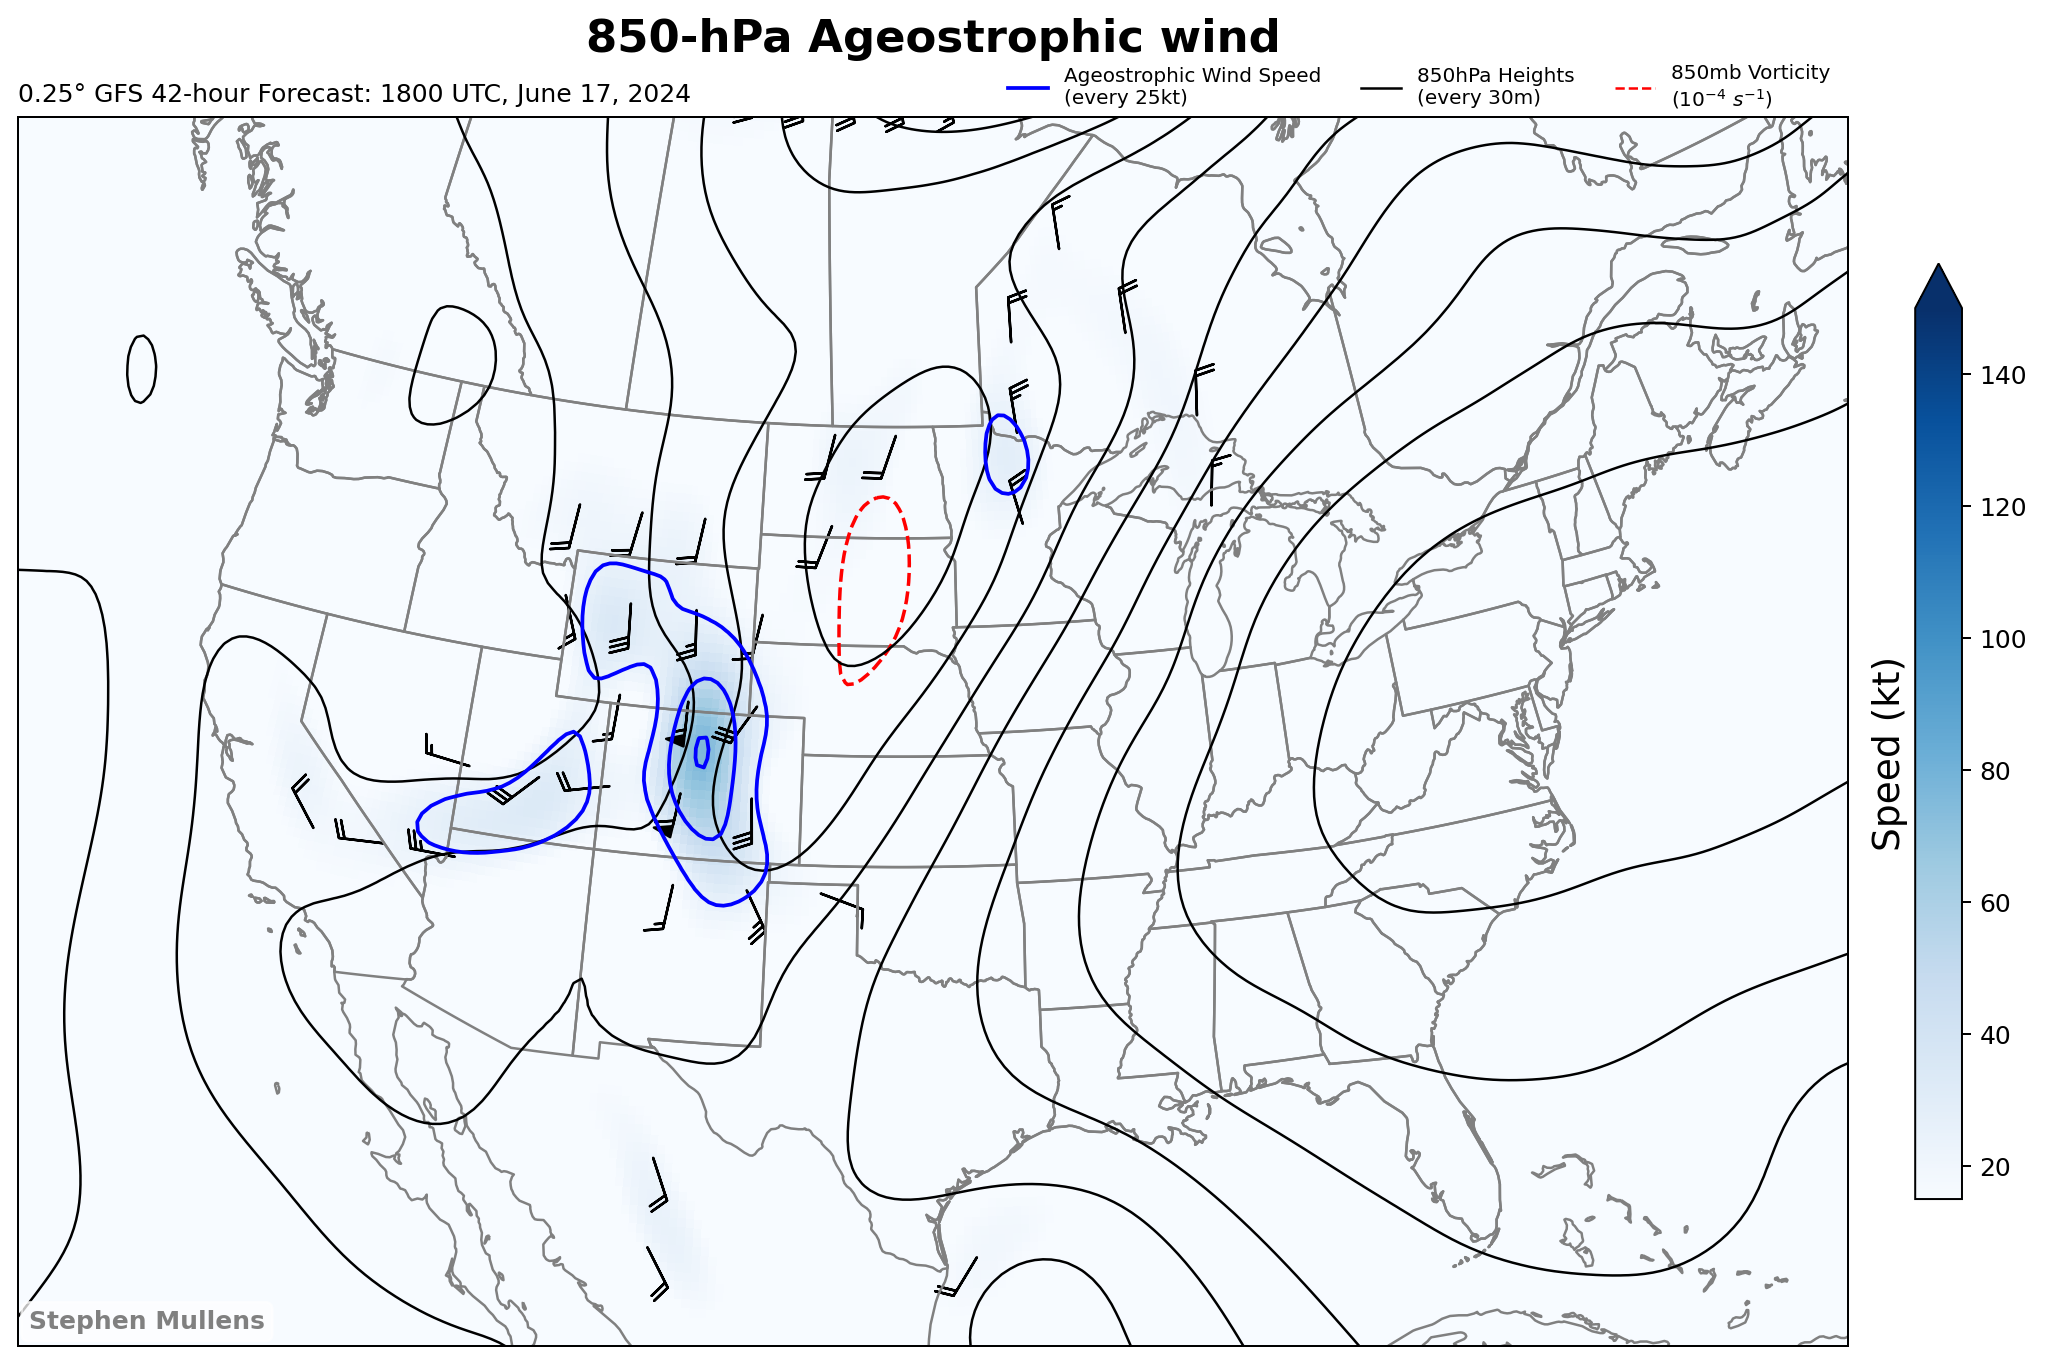 850-hPa Ageostrophic wind
0.25° GFS 42-hour Forecast: 1800 UTC, June 17, 2024
Ageostrophic Wind Speed
(every 25kt)
850hPa Heights
(every 30m)
850mb Vorticity
(10⁻⁴ s⁻¹)
140
120
100
80
60
40
20
Speed (kt)
Stephen Mullens